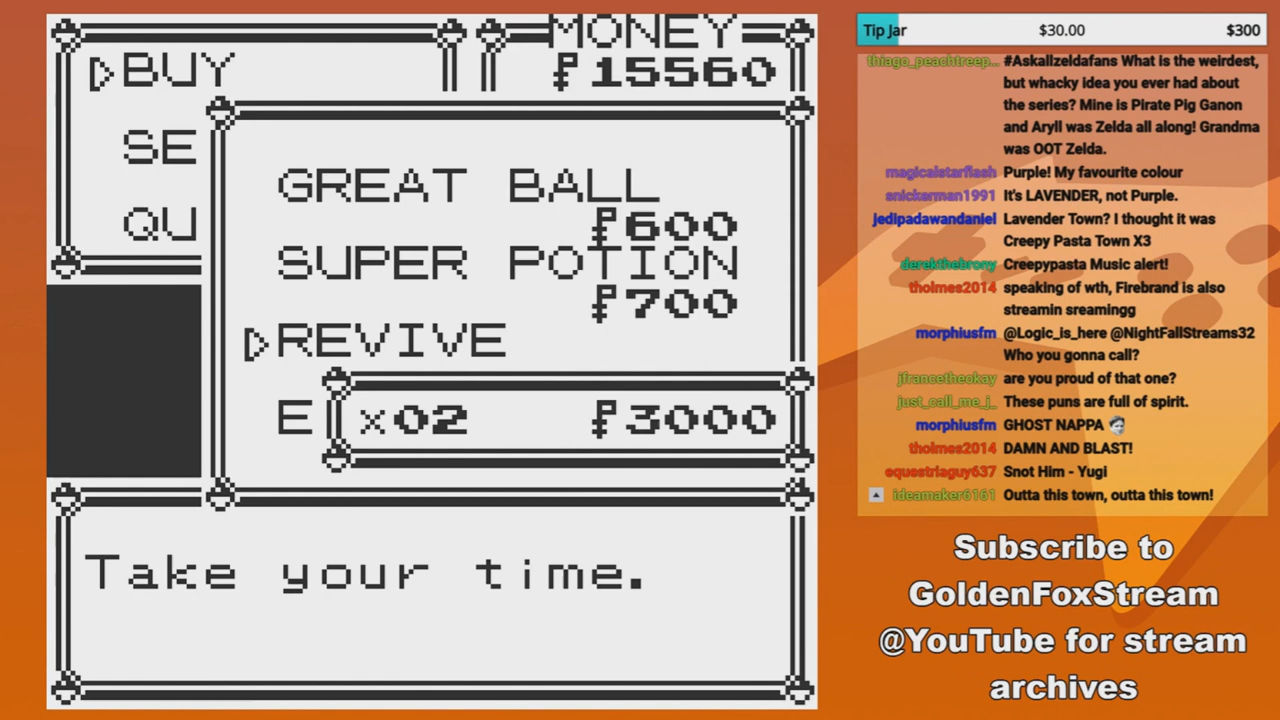 MONEY
▷BUY
₽15560
SE
QU
GREAT BALL
₽600
SUPER POTION
₽700
▷REVIVE
E
×02 ₽3000
Take your time.
Tip Jar $30.00 $300
thiago_peachtreep... #Askallzeldafans What is the weirdest,
but whacky idea you ever had about
the series? Mine is Pirate Pig Ganon
and Aryll was Zelda all along! Grandma
was OOT Zelda.
magicalstarflash Purple! My favourite colour
snickerman1991 It's LAVENDER, not Purple.
jedipadawandaniel Lavender Town? I thought it was
Creepy Pasta Town X3
derekthebrony Creepypasta Music alert!
tholmes2014 speaking of wth, Firebrand is also
streamin sreamingg
morphiusfm @Logic_is_here @NightFallStreams32
Who you gonna call?
jfrancetheokay are you proud of that one?
just_call_me_j_ These puns are full of spirit.
morphiusfm GHOST NAPPA
tholmes2014 DAMN AND BLAST!
equestriaguy637 Snot Him - Yugi
ideamaker6161 Outta this town, outta this town!
Subscribe to
GoldenFoxStream
@YouTube for stream
archives